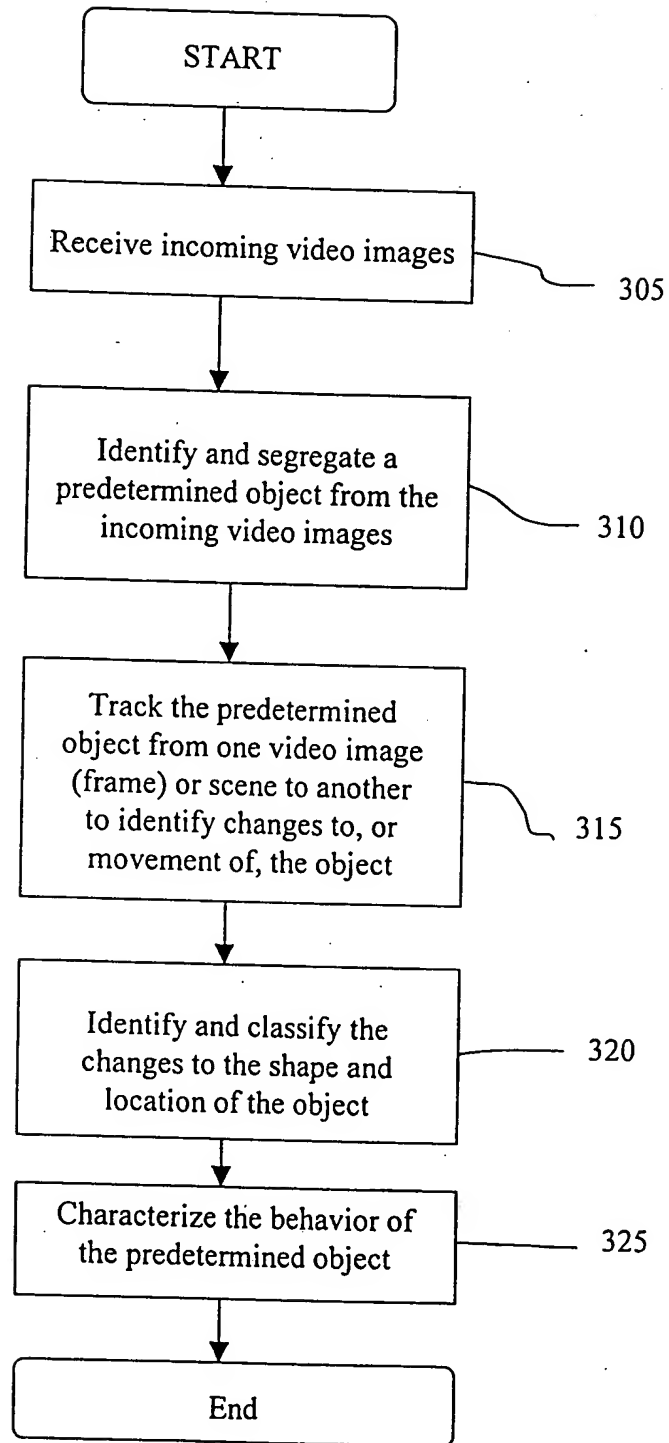 START
Receive incoming video images
305
Identify and segregate a
predetermined object from the
incoming video images
310
Track the predetermined
object from one video image
(frame) or scene to another
to identify changes to, or
movement of, the object
315
Identify and classify the
changes to the shape and
location of the object
320
Characterize the behavior of
the predetermined object
325
End